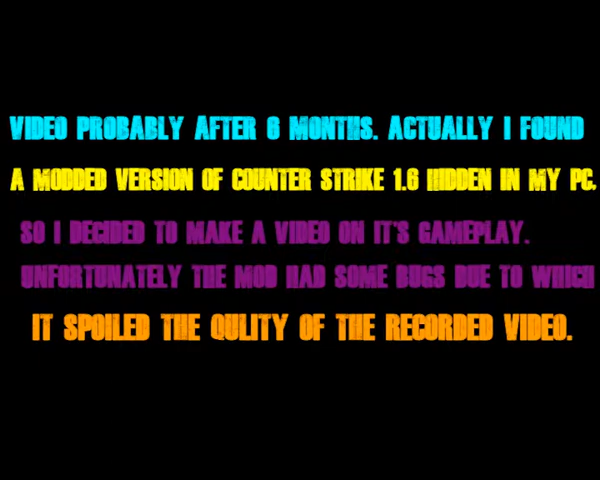 VIDEO PROBABLY AFTER 6 MONTHS. ACTUALLY I FOUND
A MODDED VERSION OF COUNTER STRIKE 1.6 HIDDEN IN MY PC.
SO I DECIDED TO MAKE A VIDEO ON IT'S GAMEPLAY.
UNFORTUNATELY THE MOD HAD SOME BUGS DUE TO WHICH
IT SPOILED THE QULITY OF THE RECORDED VIDEO.